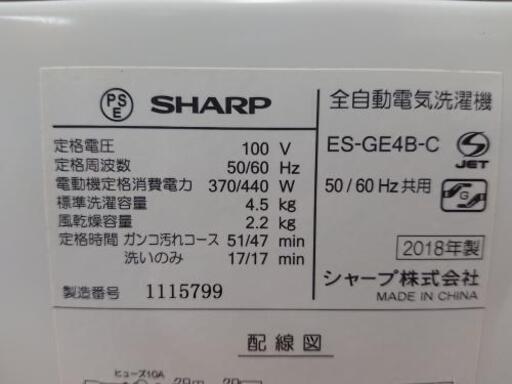 PSE SHARP
全自動電気洗濯機
ES-GE4B-C
JET
定格電圧 100 V
定格周波数 50/60 Hz
電動機定格消費電力 370/440 W
標準洗濯容量 4.5 kg
風乾燥容量 2.2 kg
定格時間 ガンコ汚れコース 51/47 min
洗いのみ 17/17 min
製造番号 1115799
50/60 Hz共用
G
2018年製
シャープ株式会社
MADE IN CHINA
配線図
ヒューズ10A